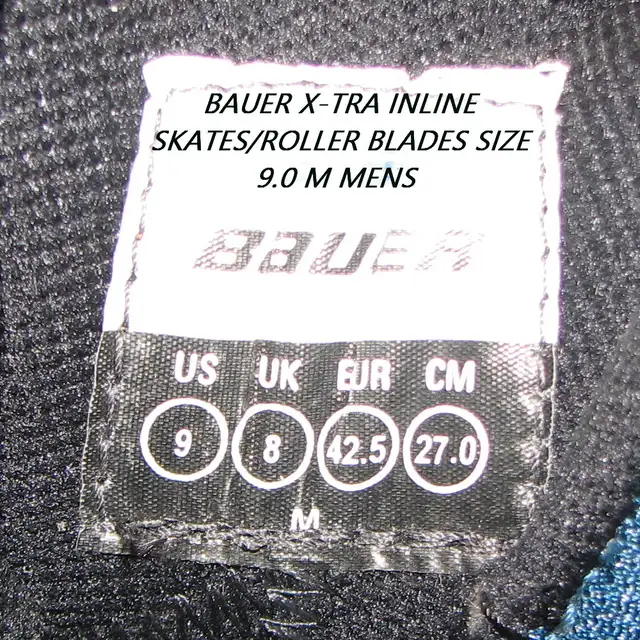 BAUER X-TRA INLINE
SKATES/ROLLER BLADES SIZE
9.0 M MENS
BAUER
US UK EUR CM
9 8 42.5 27.0
M